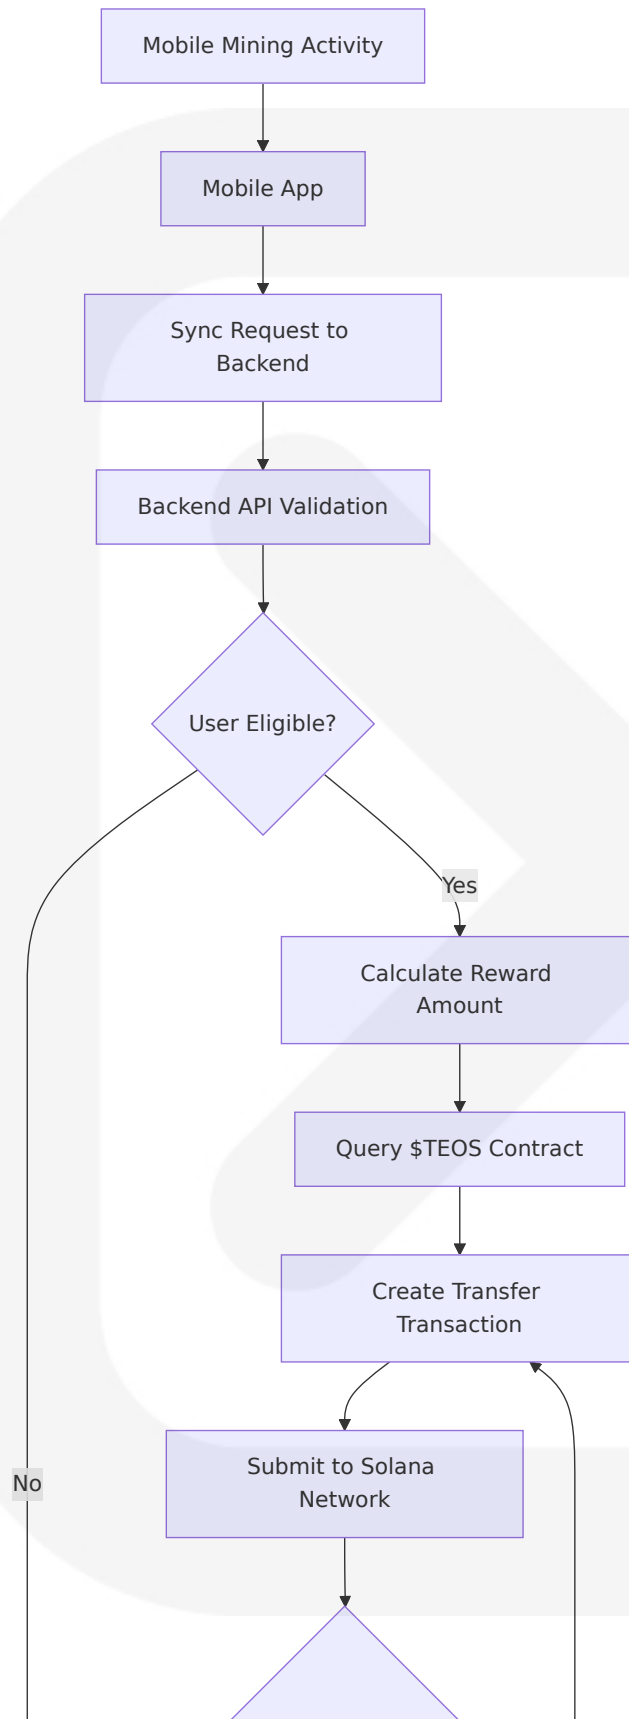 Mobile Mining Activity
Mobile App
Sync Request to
Backend
Backend API Validation
User Eligible?
Yes
Calculate Reward
Amount
Query $TEOS Contract
Create Transfer
Transaction
Submit to Solana
Network
No